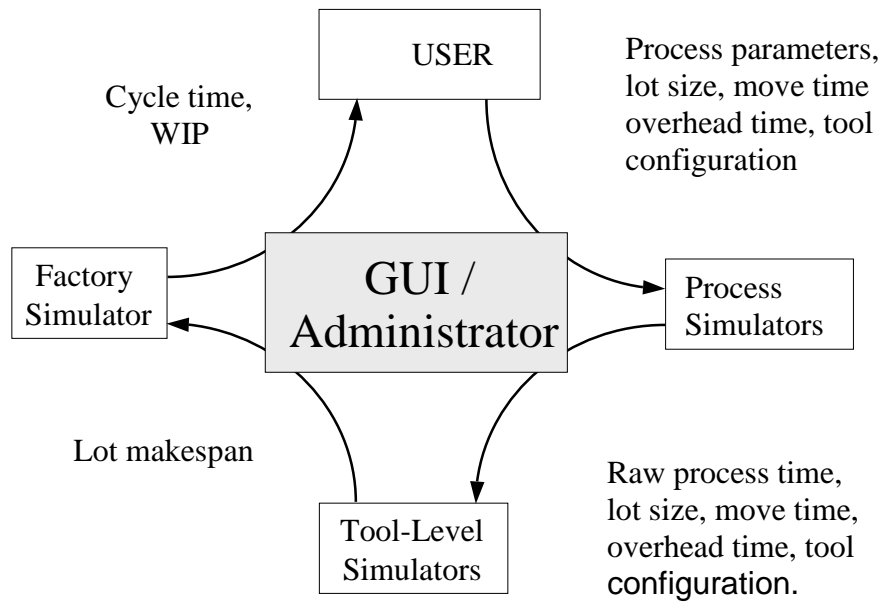 USER
Process parameters,
lot size, move time
overhead time, tool
configuration
Cycle time,
WIP
GUI /
Administrator
Factory
Simulator
Process
Simulators
Lot makespan
Tool-Level
Simulators
Raw process time,
lot size, move time,
overhead time, tool
configuration.